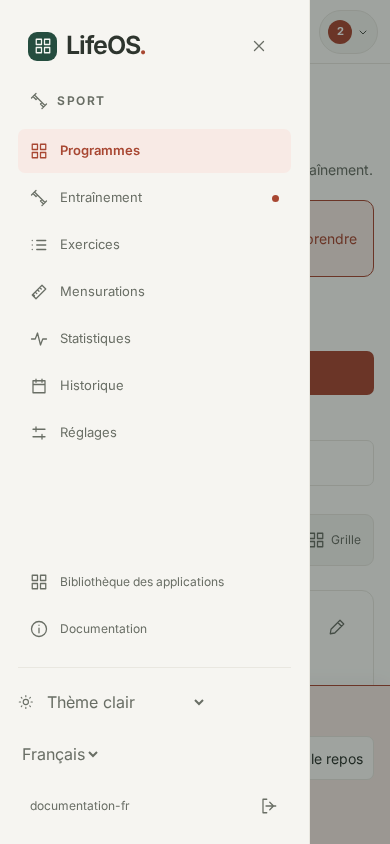 LifeOS.
2
SPORT
Programmes
aînement.
Entraînement
prendre
Exercices
Mensurations
Statistiques
Historique
Réglages
Grille
Bibliothèque des applications
Documentation
Thème clair
Français
le repos
documentation-fr